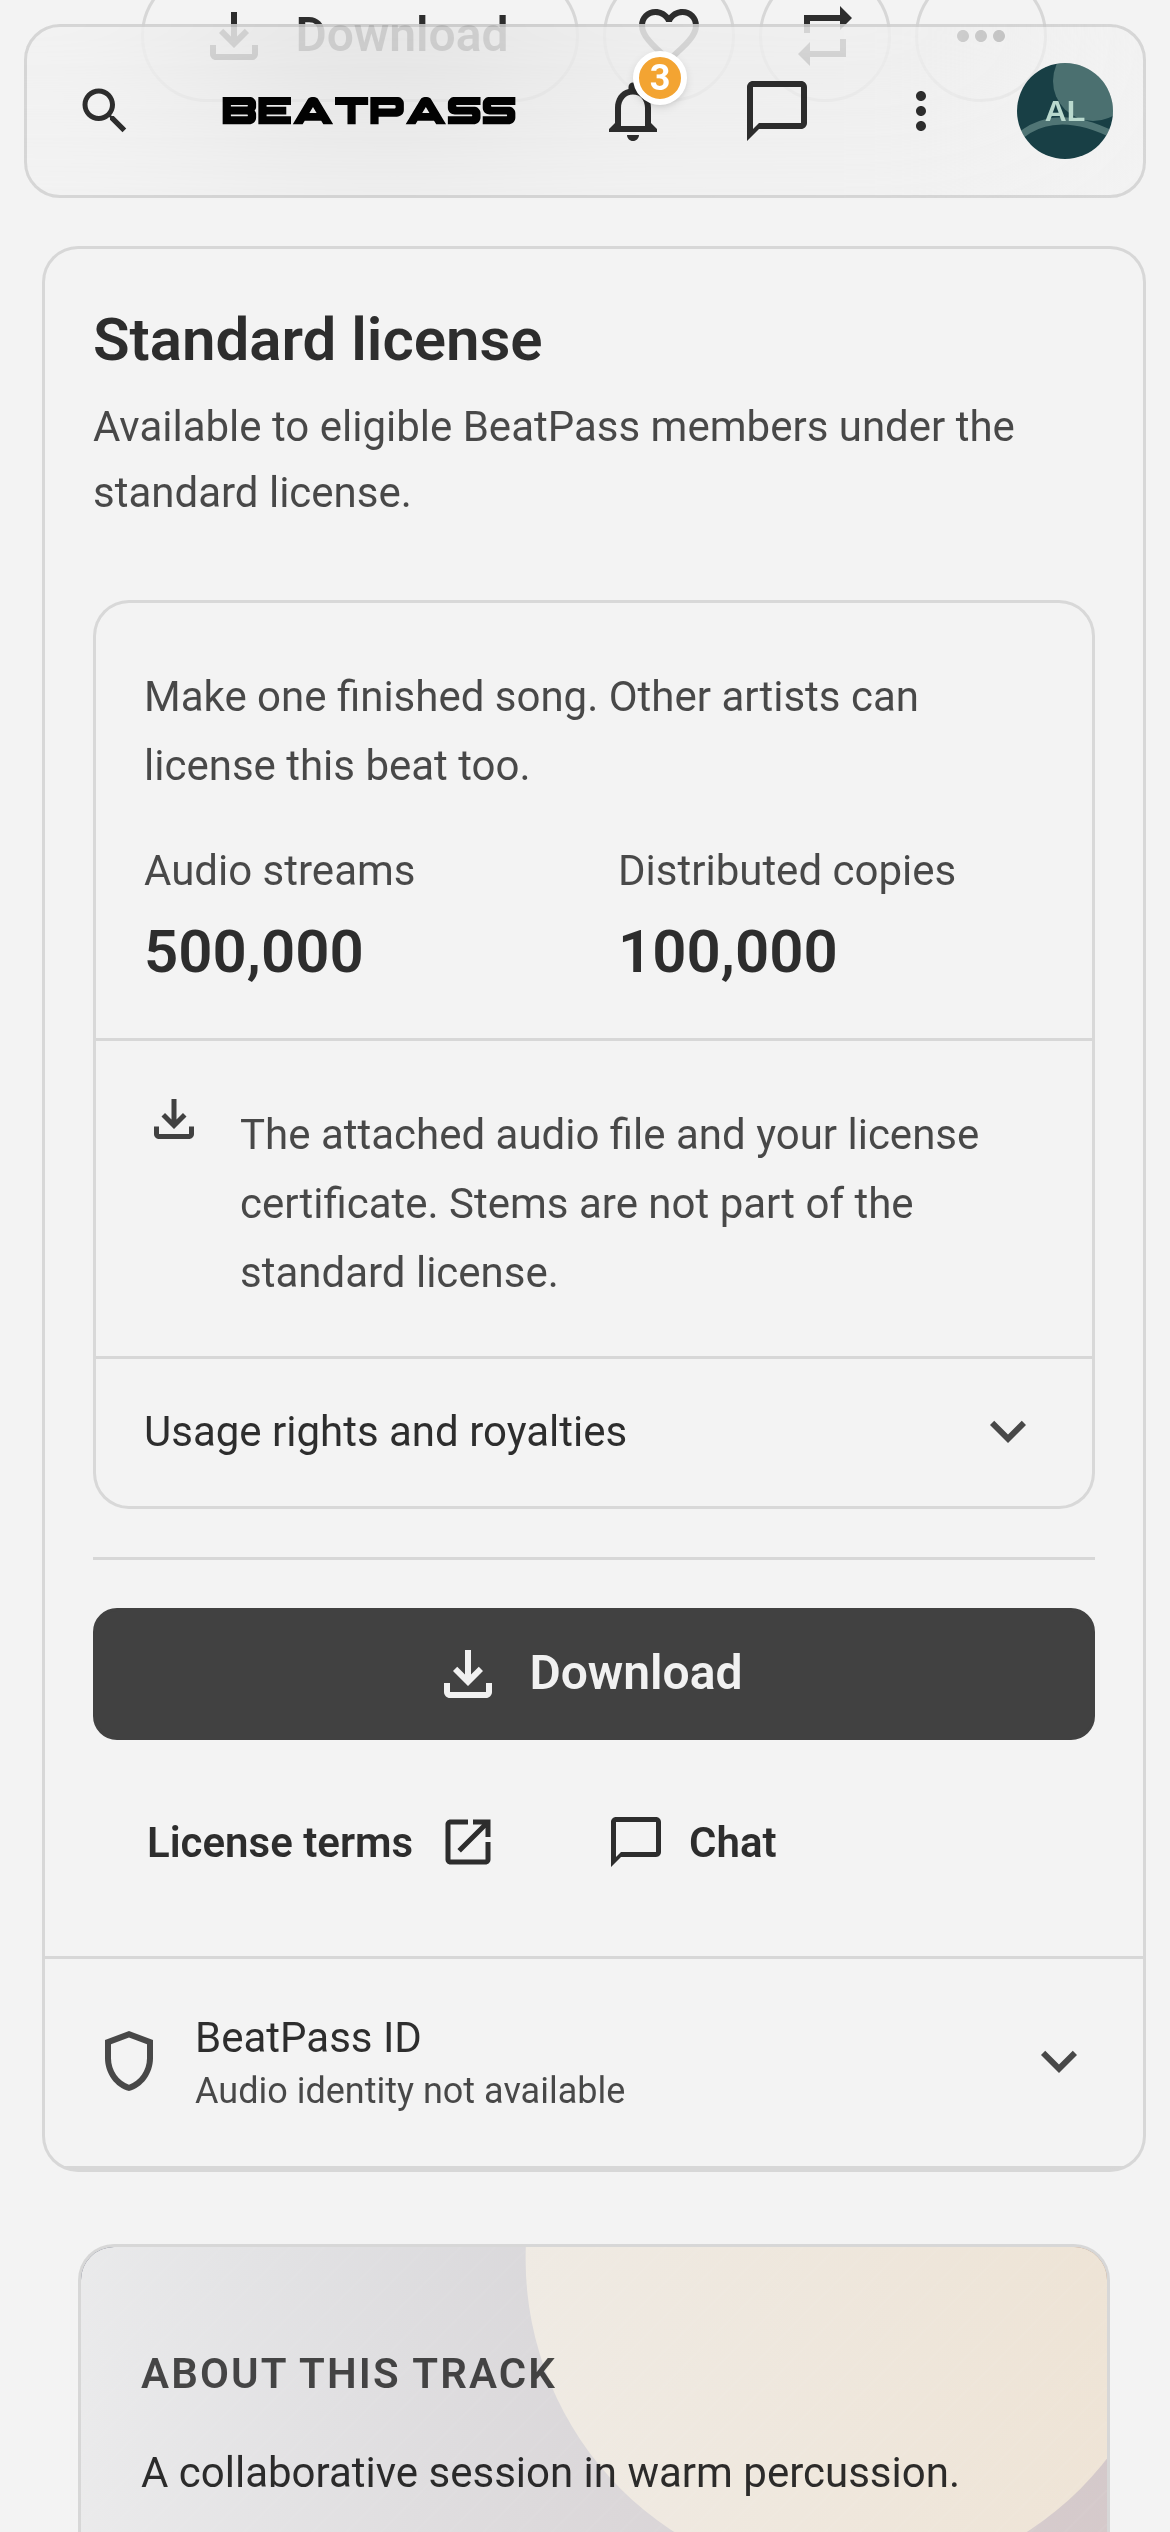 Download
BEATPASS
3
AL
Standard license
Available to eligible BeatPass members under the
standard license.
Make one finished song. Other artists can
license this beat too.
Audio streams
Distributed copies
500,000
100,000
The attached audio file and your license
certificate. Stems are not part of the
standard license.
Usage rights and royalties
Download
License terms
Chat
BeatPass ID
Audio identity not available
ABOUT THIS TRACK
A collaborative session in warm percussion.